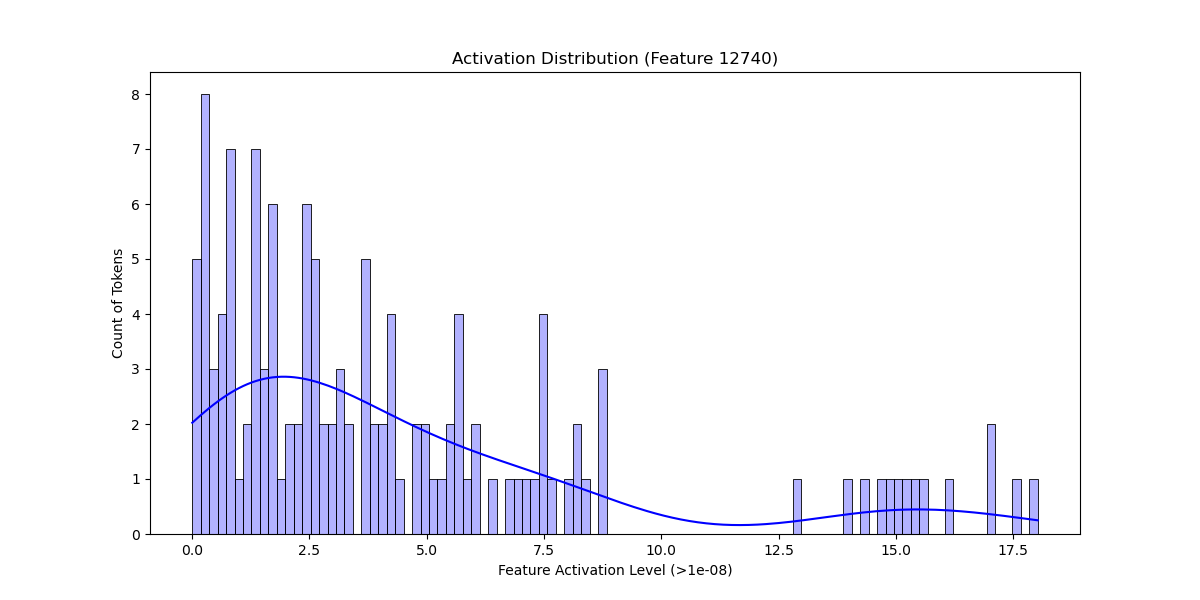 Activation Distribution (Feature 12740)
8
7
6
5
4
3
2
1
0
Count of Tokens
0.0 2.5 5.0 7.5 10.0 12.5 15.0 17.5
Feature Activation Level (>1e-08)